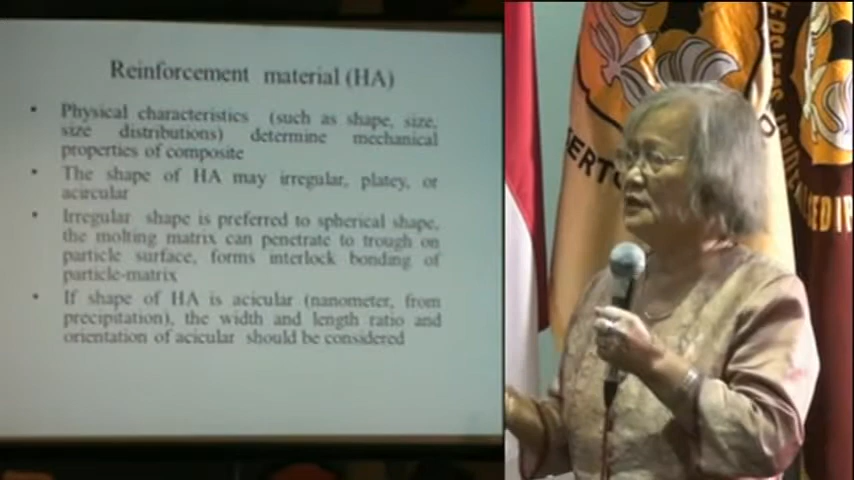 Reinforcement material (HA)
• Physical characteristics (such as shape, size,
size distributions) determine mechanical
properties of composite
• The shape of HA may irregular, platey, or
acircular
• Irregular shape is preferred to spherical shape,
the molting matrix can penetrate to trough on
particle surface, forms interlock bonding of
particle-matrix
• If shape of HA is acicular (nanometer, from
precipitation), the width and length ratio and
orientation of acicular should be considered